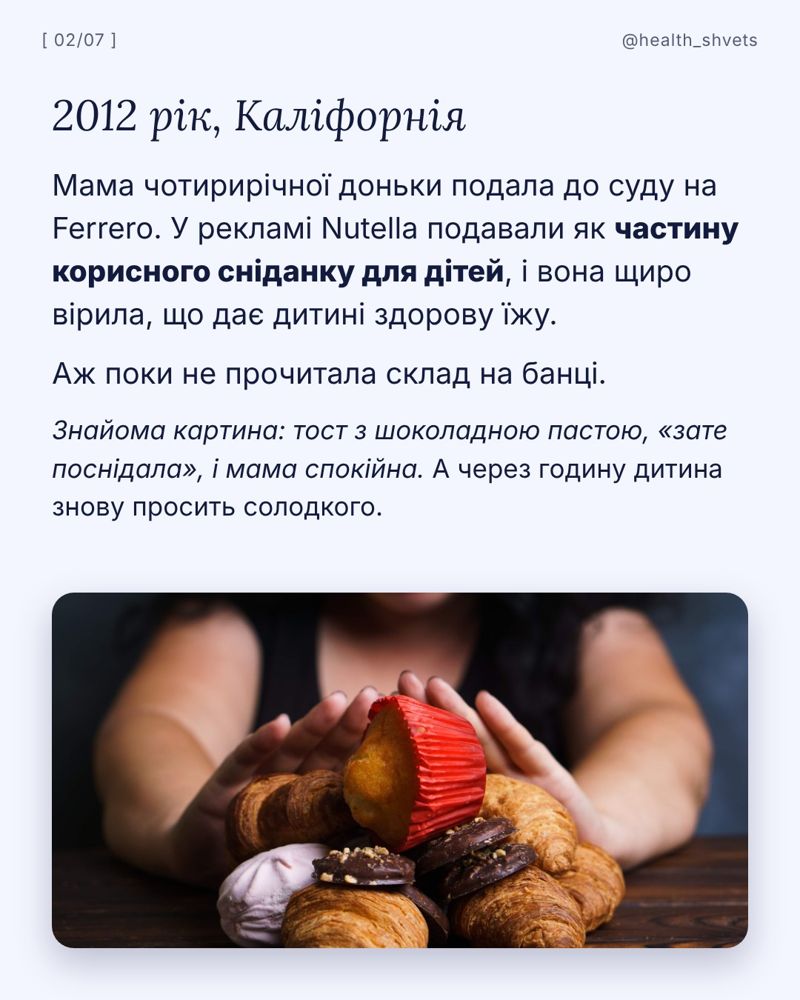 [ 02/07 ]
@health_shvets
2012 рік, Каліфорнія
Мама чотирирічної доньки подала до суду на
Ferrero. У рекламі Nutella подавали як частину
корисного сніданку для дітей, і вона щиро
вірила, що дає дитині здорову їжу.
Аж поки не прочитала склад на банці.
Знайома картина: тост з шоколадною пастою, «зате
поснідала», і мама спокійна. А через годину дитина
знову просить солодкого.